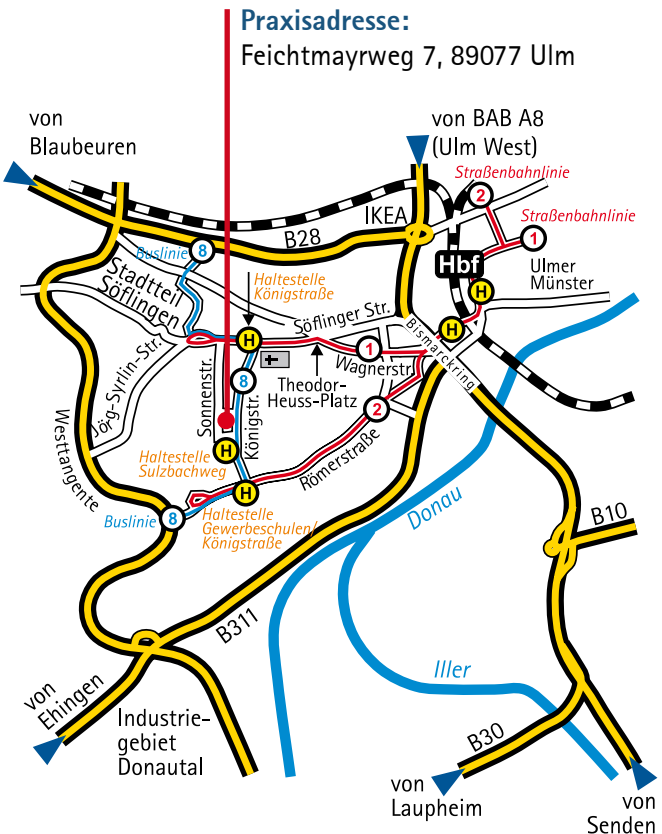 Praxisadresse:
Feichtmayrweg 7, 89077 Ulm
von
Blaubeuren
von BAB A8
(Ulm West)
Straßenbahnlinie
2
Straßenbahnlinie
1
IKEA
B28
Buslinie
8
Hbf
Ulmer
Münster
H
Stadtteil
Söflingen
Haltestelle
Königstraße
Söflinger Str.
H
Bismarckring
H
1
Wagnerstr.
Theodor-
Heuss-Platz
8
2
Jörg-Syrlin-Str.
Sonnenstr.
Königstr.
Westtangente
Haltestelle
Sulzbachweg
H
Römerstraße
H
Buslinie
8
Haltestelle
Gewerbeschulen/
Königstraße
Donau
B10
B311
Iller
von
Ehingen
Industrie-
gebiet
Donautal
B30
von
Laupheim
von
Senden